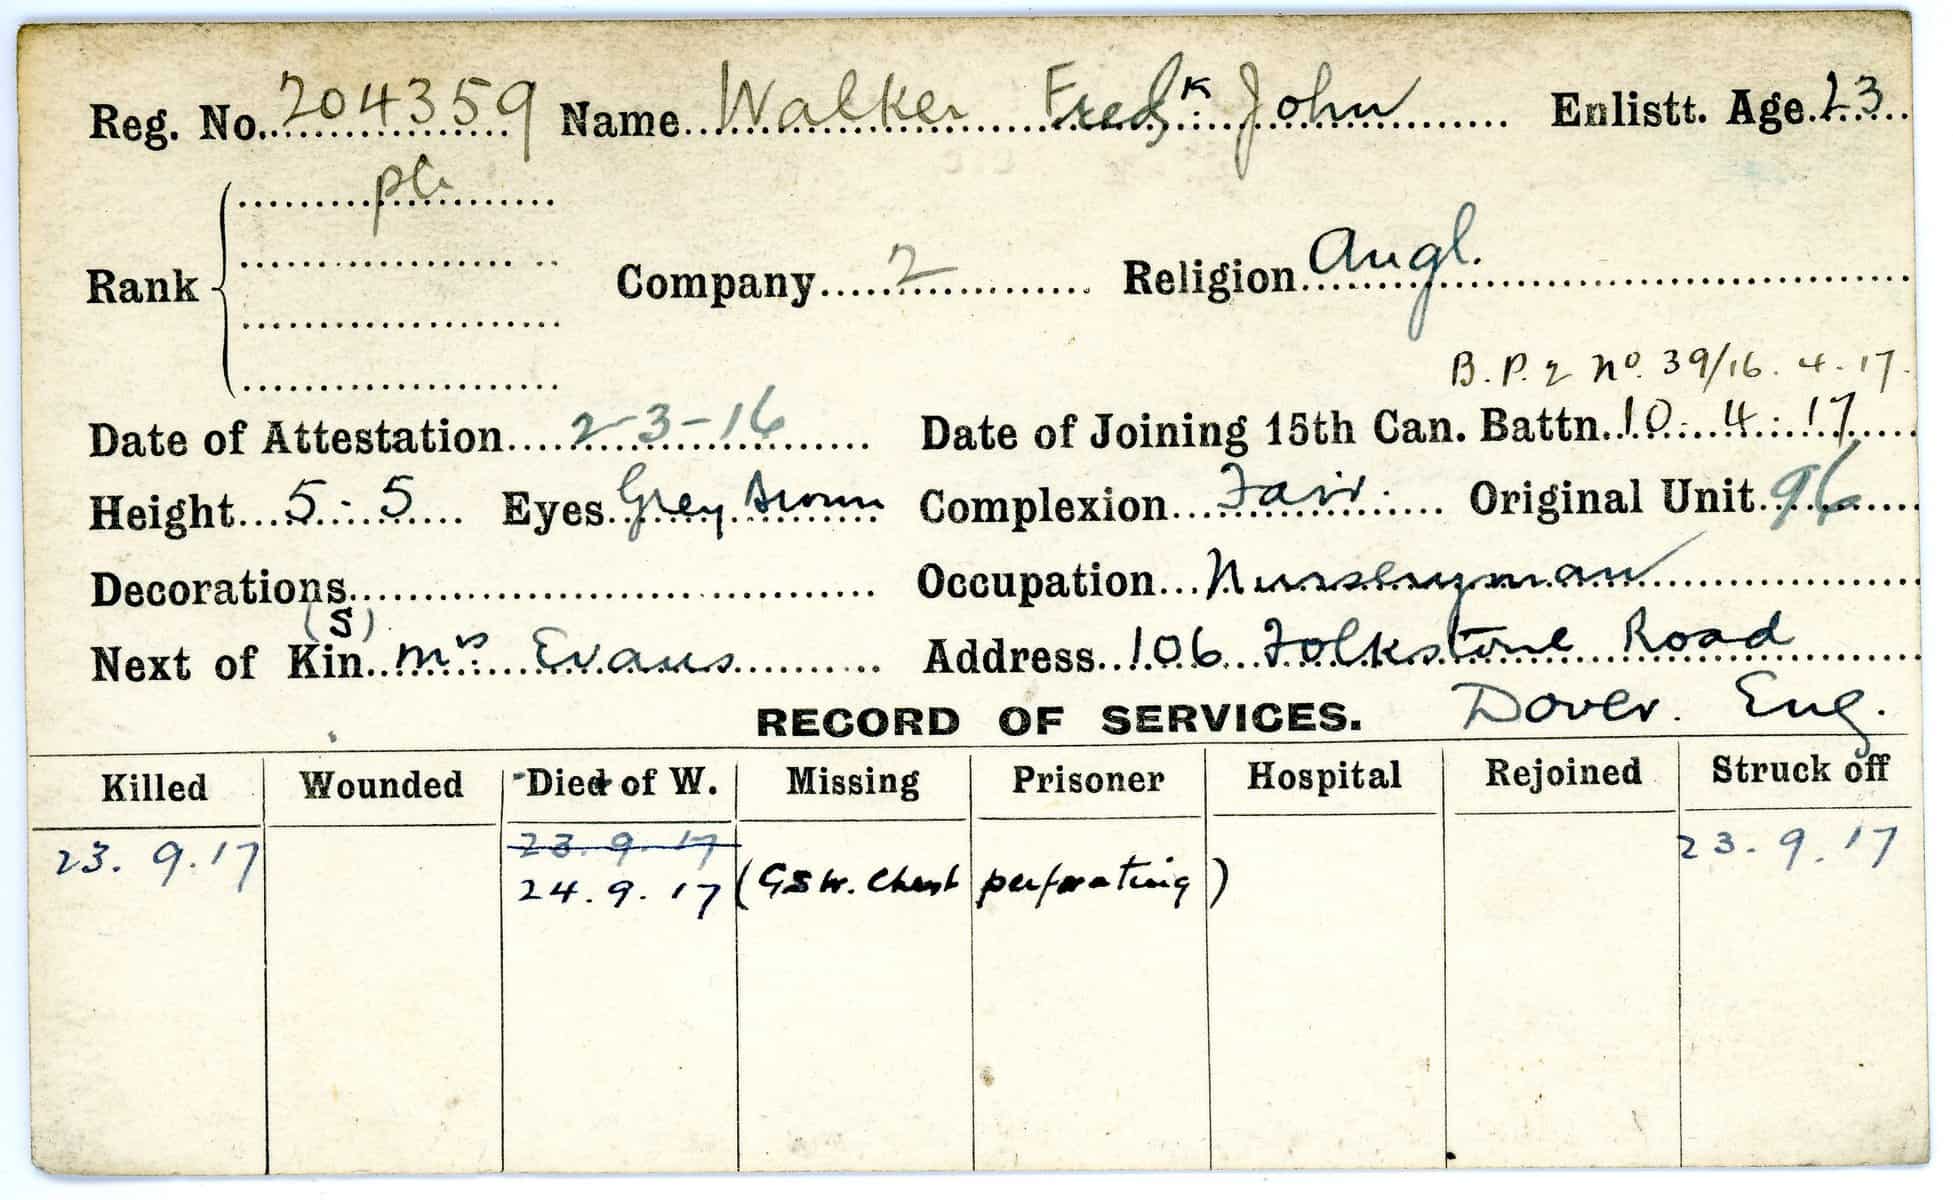 Reg. No. 204359 Name Walker Fredk. John Enlistt. Age 23
pte
Rank Company 2 Religion Angl.
B.P. 2 No. 39/16.4.17.
Date of Attestation 2-3-16 Date of Joining 15th Can. Battn. 10.4.17
Height 5.5 Eyes Grey Brown Complexion Fair. Original Unit 96
Decorations Occupation Nurseryman
(S)
Next of Kin Mrs. Evans Address 106 Folkstone Road
RECORD OF SERVICES. Dover. Eng.
Killed Wounded Died of W. Missing Prisoner Hospital Rejoined Struck off
23.9.17 23.9.17 23.9.17
24.9.17 (GSW. Chest perforating)